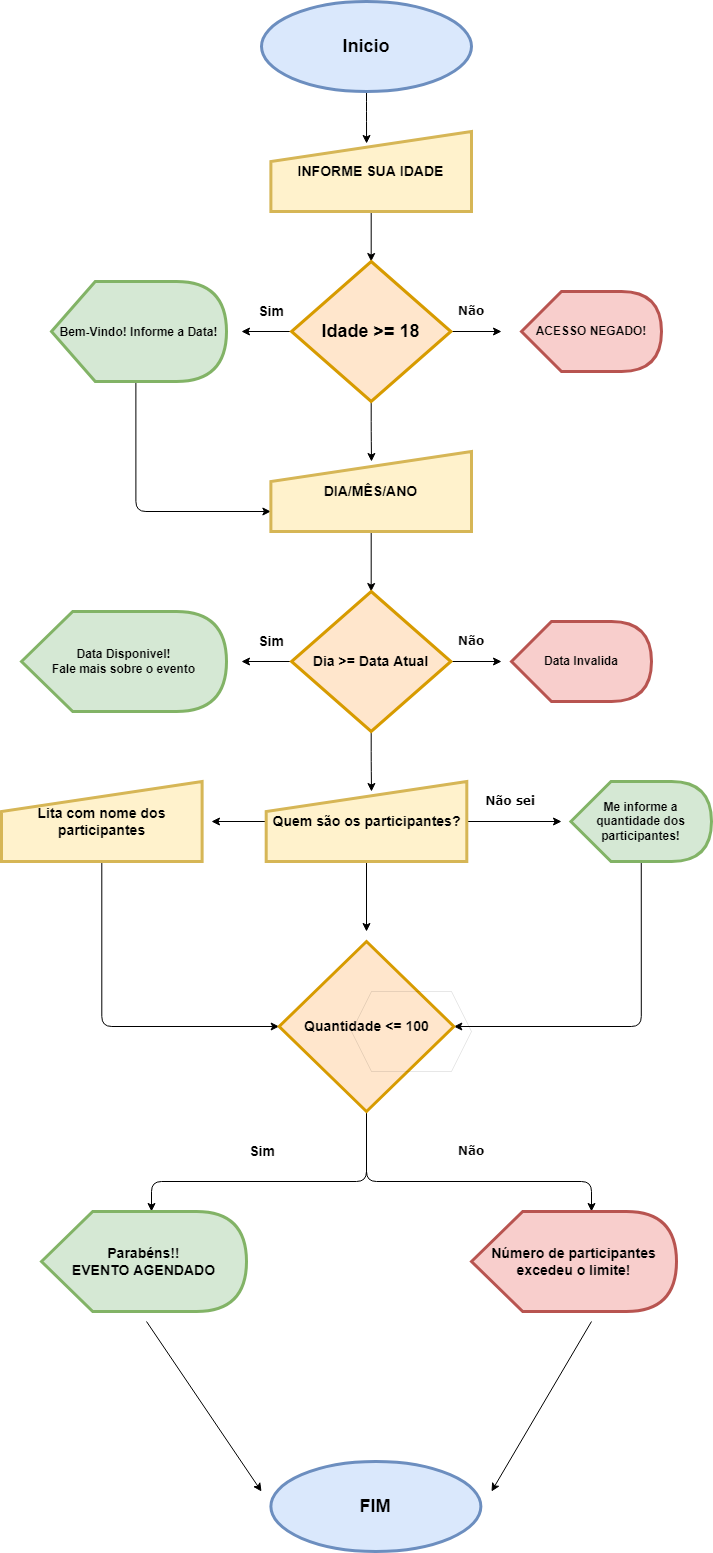 Inicio
INFORME SUA IDADE
Sim
Não
Bem-Vindo! Informe a Data!
Idade >= 18
ACESSO NEGADO!
DIA/MÊS/ANO
Sim
Não
Data Disponivel!
Fale mais sobre o evento
Dia >= Data Atual
Data Invalida
Lita com nome dos
participantes
Quem são os participantes?
Não sei
Me informe a
quantidade dos
participantes!
Quantidade <= 100
Sim
Não
Parabéns!!
EVENTO AGENDADO
Número de participantes
excedeu o limite!
FIM